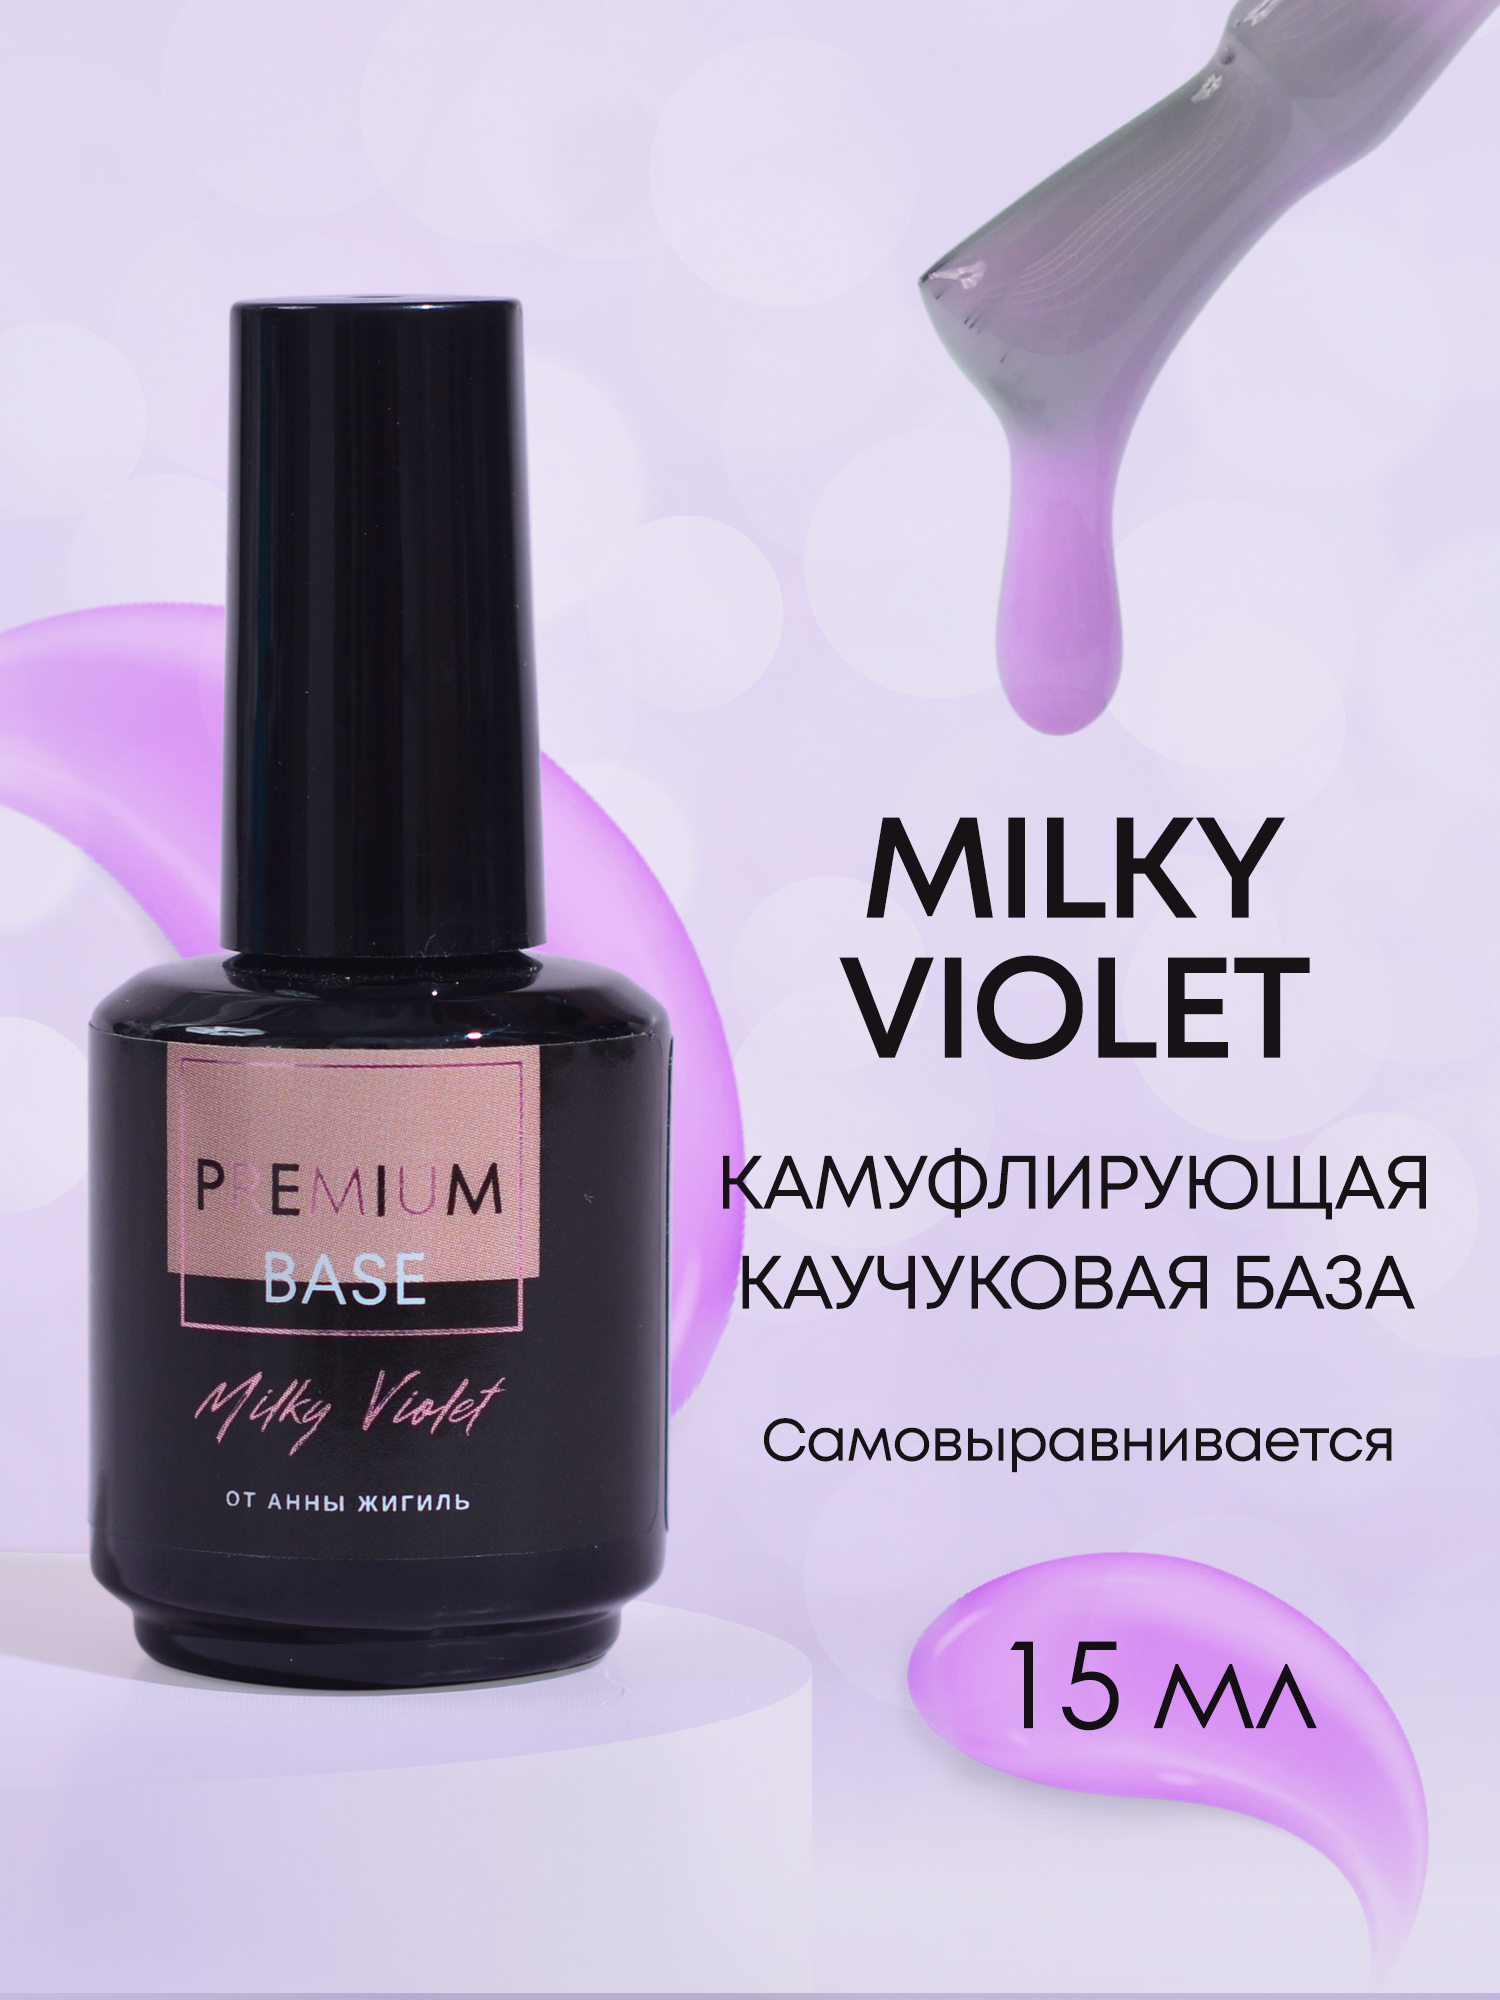 PREMIUM
BASE
Milky Violet
ОТ АННЫ ЖИГИЛЬ
MILKY
VIOLET
КАМУФЛИРУЮЩАЯ
КАУЧУКОВАЯ БАЗА
Самовыравнивается
15 мл